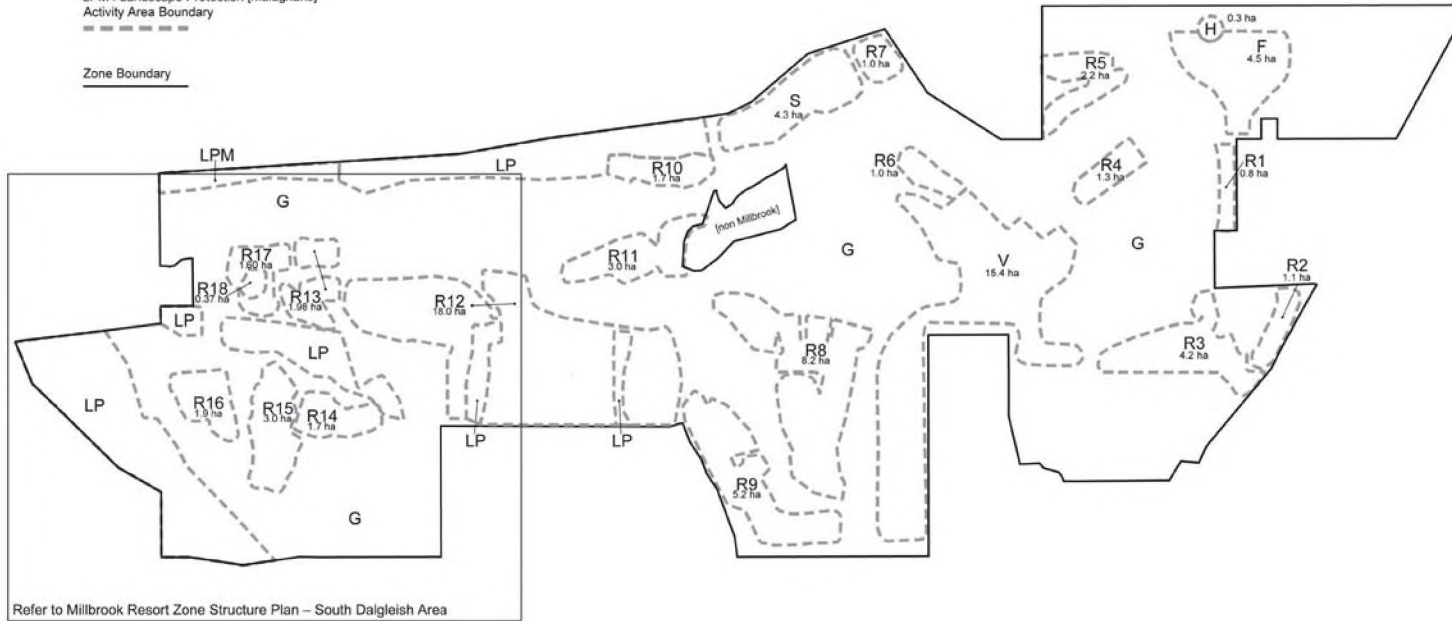 Activity Area Boundary
Zone Boundary
H
0.3 ha
F
4.5 ha
R7
1.0 ha
R5
2.2 ha
S
4.3 ha
LPM
LP
R10
1.7 ha
R6
1.0 ha
R4
1.3 ha
R1
0.8 ha
G
[non Millbrook]
R17
1.60 ha
R11
3.0 ha
G
V
15.4 ha
G
R2
1.1 ha
R18
0.37 ha
R13
1.98 ha
R12
18.0 ha
LP
LP
R8
8.2 ha
R3
4.2 ha
LP
R16
1.9 ha
R15
3.0 ha
R14
1.7 ha
LP
LP
R9
5.2 ha
G
Refer to Millbrook Resort Zone Structure Plan – South Dalgleish Area